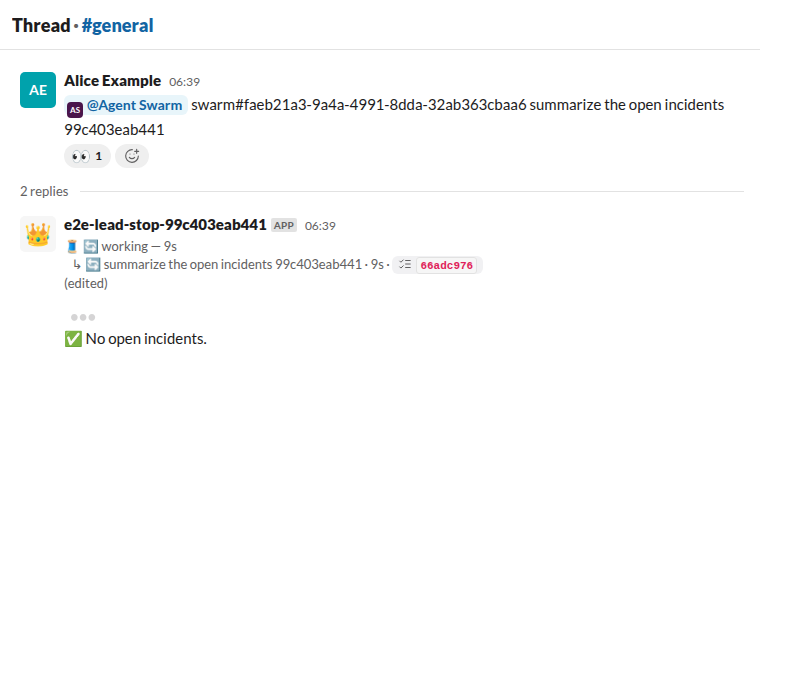 Thread • #general
AE
Alice Example 06:39
AS @Agent Swarm swarm#faeb21a3-9a4a-4991-8dda-32ab363cbaa6 summarize the open incidents
99c403eab441
👀 1
2 replies
e2e-lead-stop-99c403eab441 APP 06:39
🧵 🔄 working — 9s
↳ 🔄 summarize the open incidents 99c403eab441 · 9s · 66adc976
(edited)
✅ No open incidents.